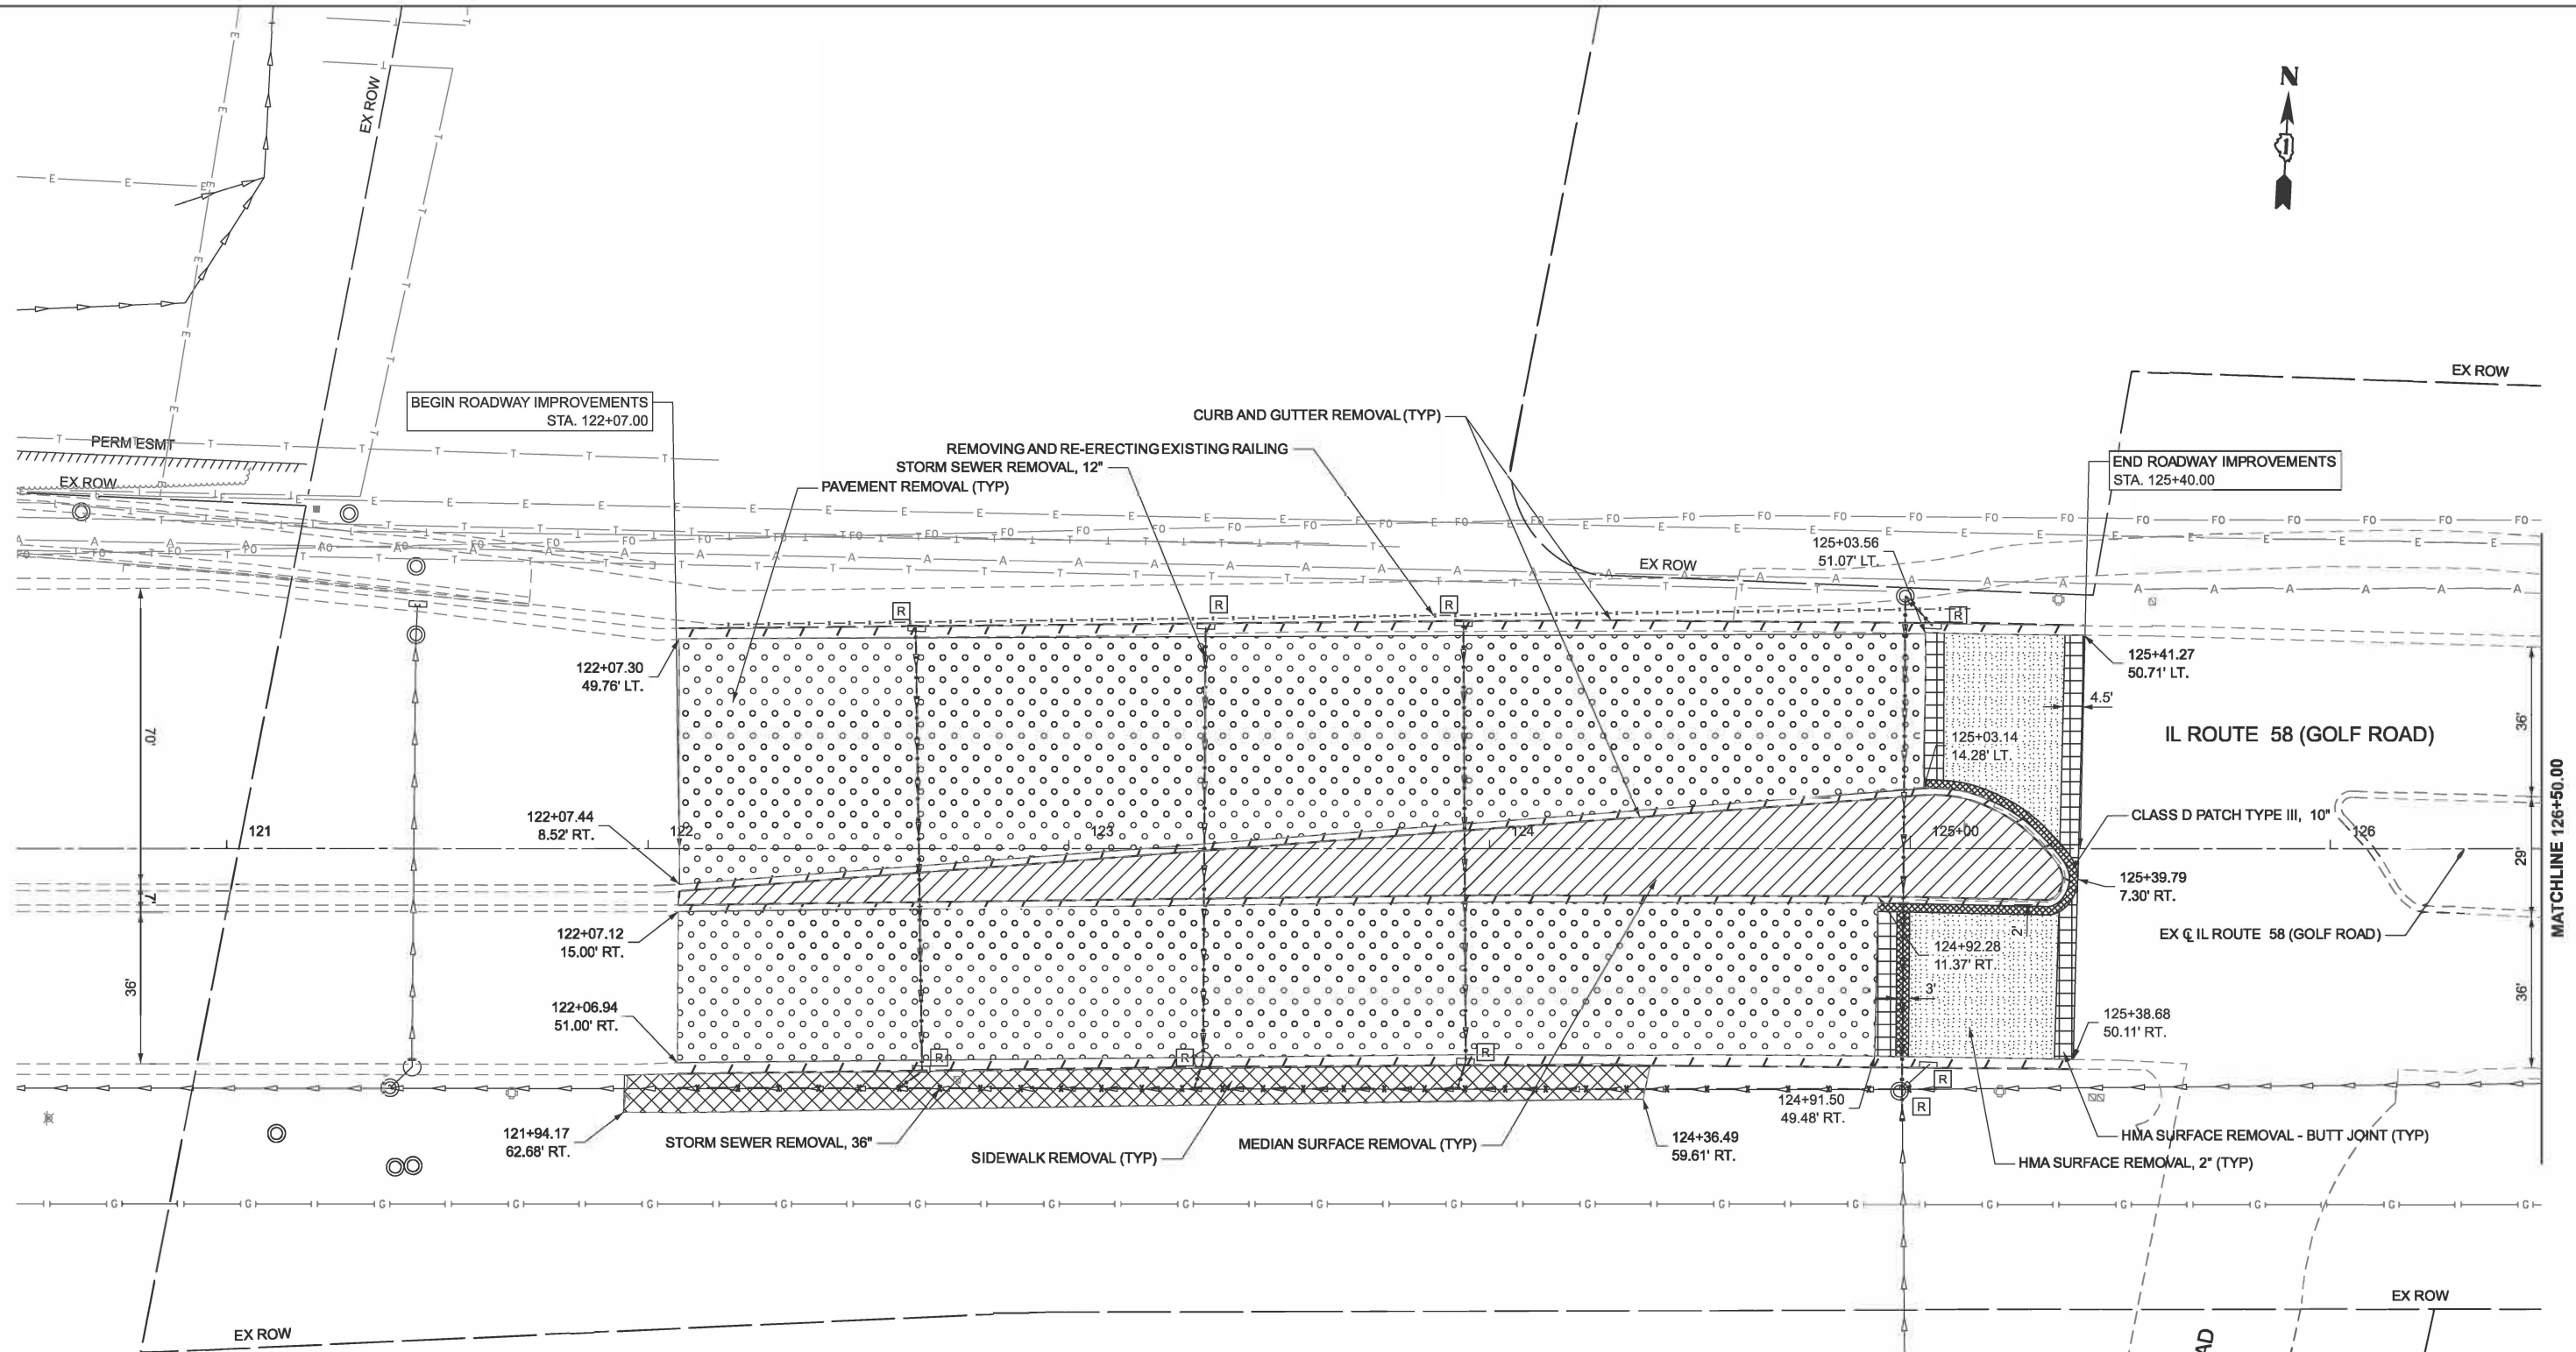 N
1
EX ROW
EX ROW
BEGIN ROADWAY IMPROVEMENTS
STA. 122+07.00
CURB AND GUTTER REMOVAL (TYP)
REMOVING AND RE-ERECTING EXISTING RAILING
STORM SEWER REMOVAL, 12"
PAVEMENT REMOVAL (TYP)
PERM ESMT
EX ROW
END ROADWAY IMPROVEMENTS
STA. 125+40.00
125+03.56
51.07' LT.
EX ROW
R
R
R
R
122+07.30
49.76' LT.
125+41.27
50.71' LT.
4.5'
70'
36'
IL ROUTE 58 (GOLF ROAD)
125+03.14
14.28' LT.
MATCHLINE 126+50.00
122+07.44
8.52' RT.
CLASS D PATCH TYPE III, 10"
121
122
123
124
125+00
126
29'
125+39.79
7.30' RT.
7'
122+07.12
15.00' RT.
2'
EX CL IL ROUTE 58 (GOLF ROAD)
124+92.28
11.37' RT.
36'
3'
36'
122+06.94
51.00' RT.
125+38.68
50.11' RT.
R
R
R
R
R
124+91.50
49.48' RT.
121+94.17
62.68' RT.
STORM SEWER REMOVAL, 36"
SIDEWALK REMOVAL (TYP)
MEDIAN SURFACE REMOVAL (TYP)
124+36.49
59.61' RT.
HMA SURFACE REMOVAL - BUTT JOINT (TYP)
HMA SURFACE REMOVAL, 2" (TYP)
EX ROW
EX ROW
AD